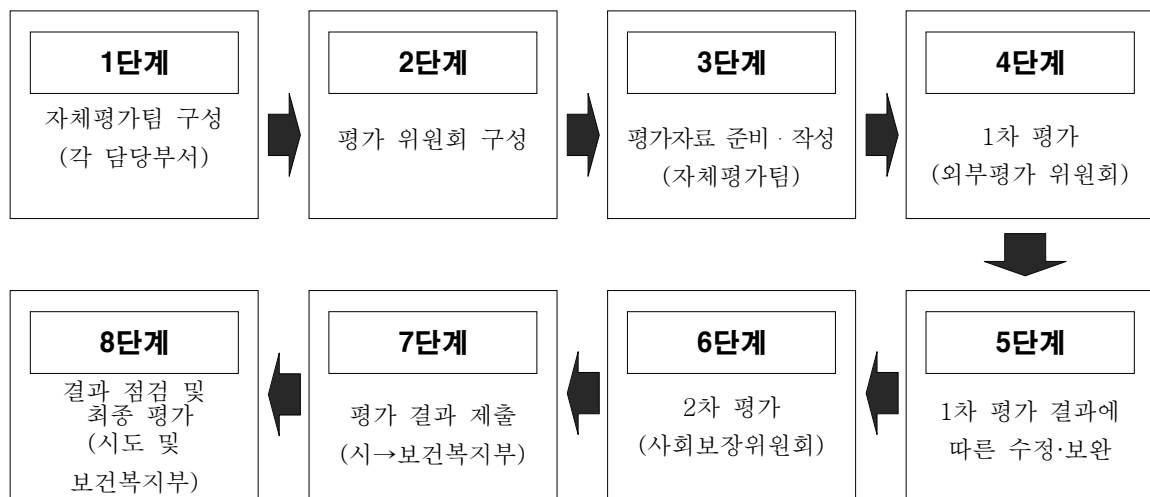 1단계
자체평가팀 구성
(각 담당부서)
2단계
평가 위원회 구성
3단계
평가자료 준비·작성
(자체평가팀)
4단계
1차 평가
(외부평가 위원회)
5단계
1차 평가 결과에
따른 수정·보완
6단계
2차 평가
(사회보장위원회)
7단계
평가 결과 제출
(시→보건복지부)
8단계
결과 점검 및
최종 평가
(시도 및
보건복지부)